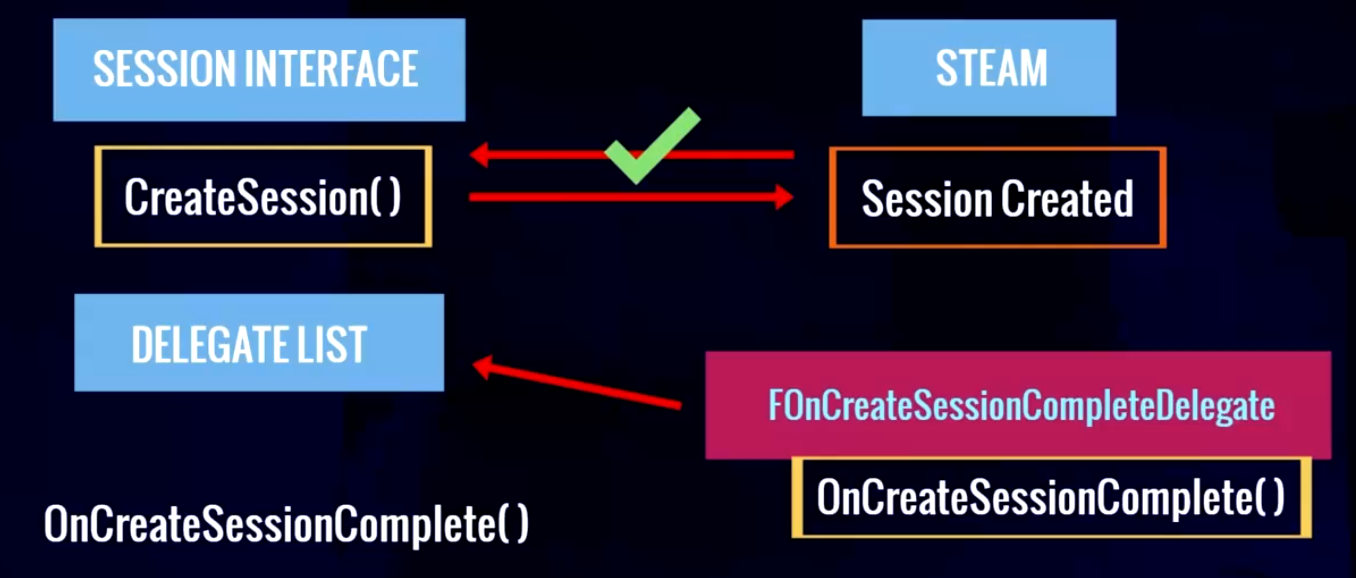 SESSION INTERFACE
STEAM
CreateSession( )
Session Created
DELEGATE LIST
FOnCreateSessionCompleteDelegate
OnCreateSessionComplete( )
OnCreateSessionComplete( )